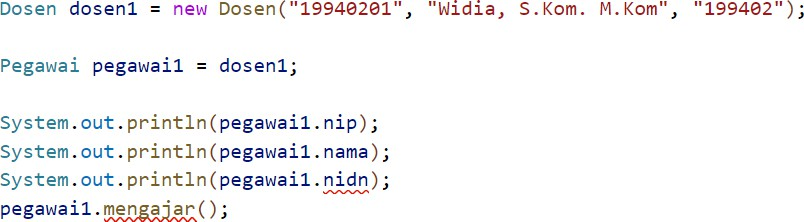 Dosen dosen1 = new Dosen("19940201", "Widia, S.Kom. M.Kom", "199402");
Pegawai pegawai1 = dosen1;
System.out.println(pegawai1.nip);
System.out.println(pegawai1.nama);
System.out.println(pegawai1.nidn);
pegawai1.mengajar();